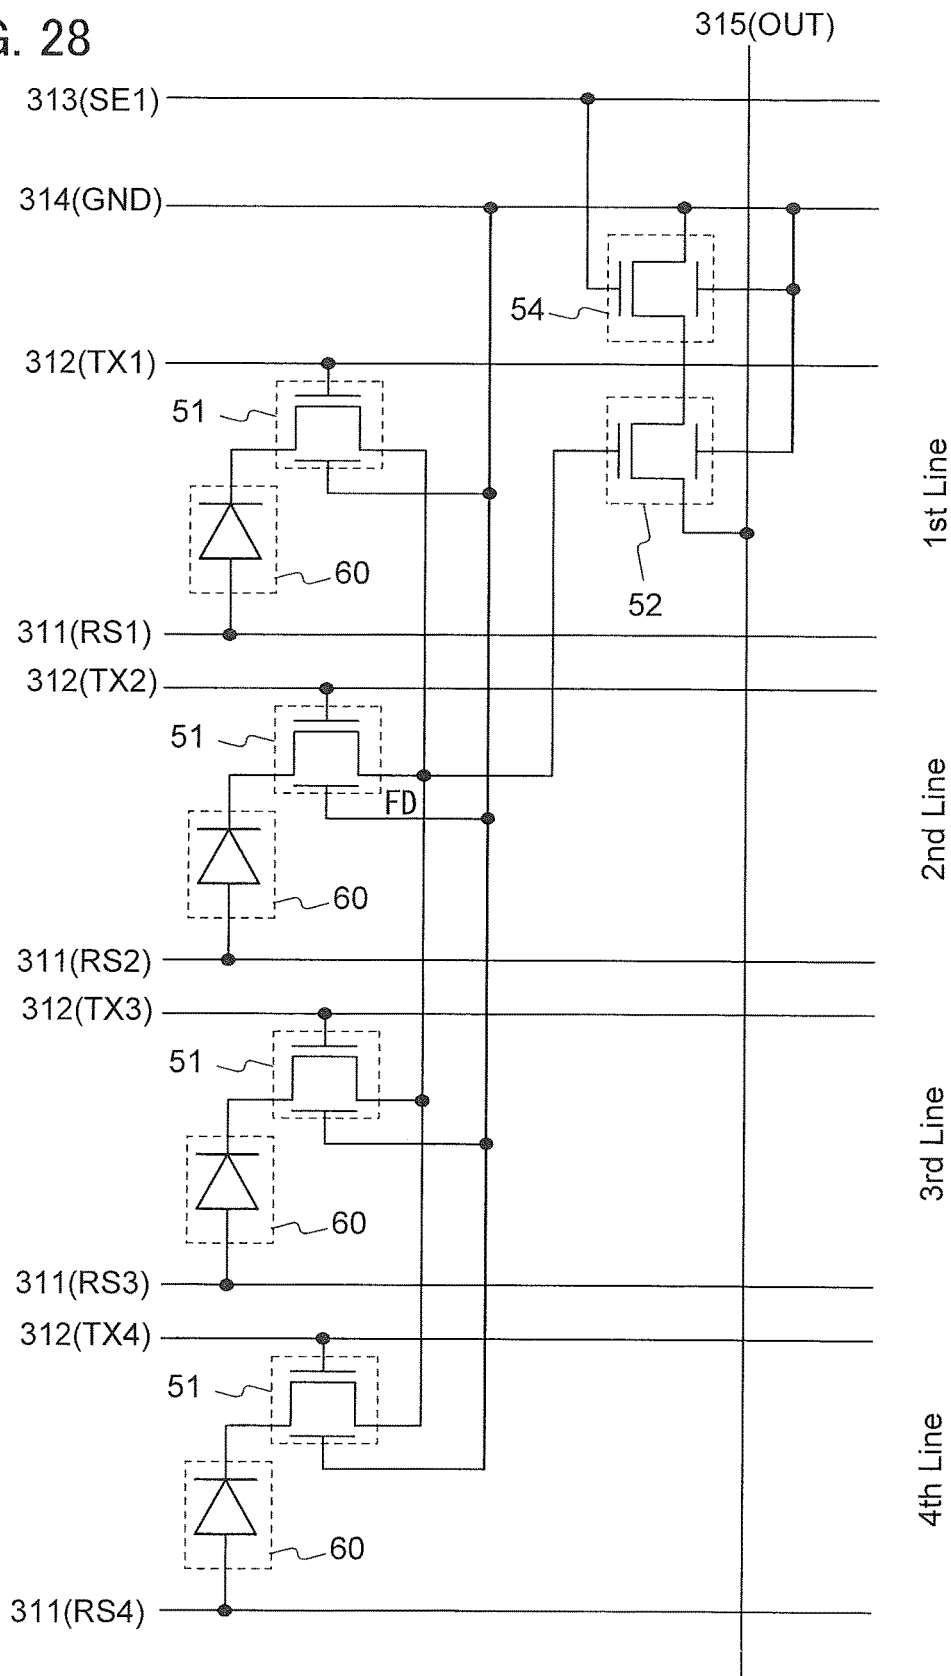 G. 28
315(OUT)
313(SE1)
314(GND)
54
312(TX1)
51
1st Line
60
52
311(RS1)
312(TX2)
51
FD
2nd Line
60
311(RS2)
312(TX3)
51
3rd Line
60
311(RS3)
312(TX4)
51
4th Line
60
311(RS4)